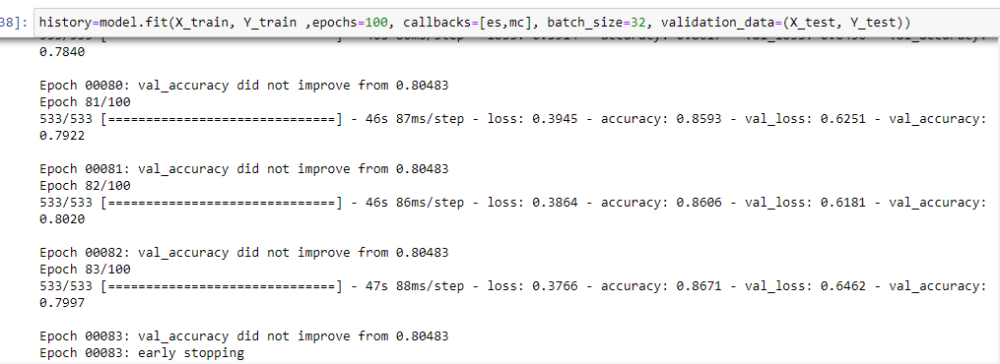 38]: history=model.fit(X_train, Y_train ,epochs=100, callbacks=[es,mc], batch_size=32, validation_data=(X_test, Y_test))
0.7840
Epoch 00080: val_accuracy did not improve from 0.80483
Epoch 81/100
533/533 [==============================] - 46s 87ms/step - loss: 0.3945 - accuracy: 0.8593 - val_loss: 0.6251 - val_accuracy:
0.7922
Epoch 00081: val_accuracy did not improve from 0.80483
Epoch 82/100
533/533 [==============================] - 46s 86ms/step - loss: 0.3864 - accuracy: 0.8606 - val_loss: 0.6181 - val_accuracy:
0.8020
Epoch 00082: val_accuracy did not improve from 0.80483
Epoch 83/100
533/533 [==============================] - 47s 88ms/step - loss: 0.3766 - accuracy: 0.8671 - val_loss: 0.6462 - val_accuracy:
0.7997
Epoch 00083: val_accuracy did not improve from 0.80483
Epoch 00083: early stopping